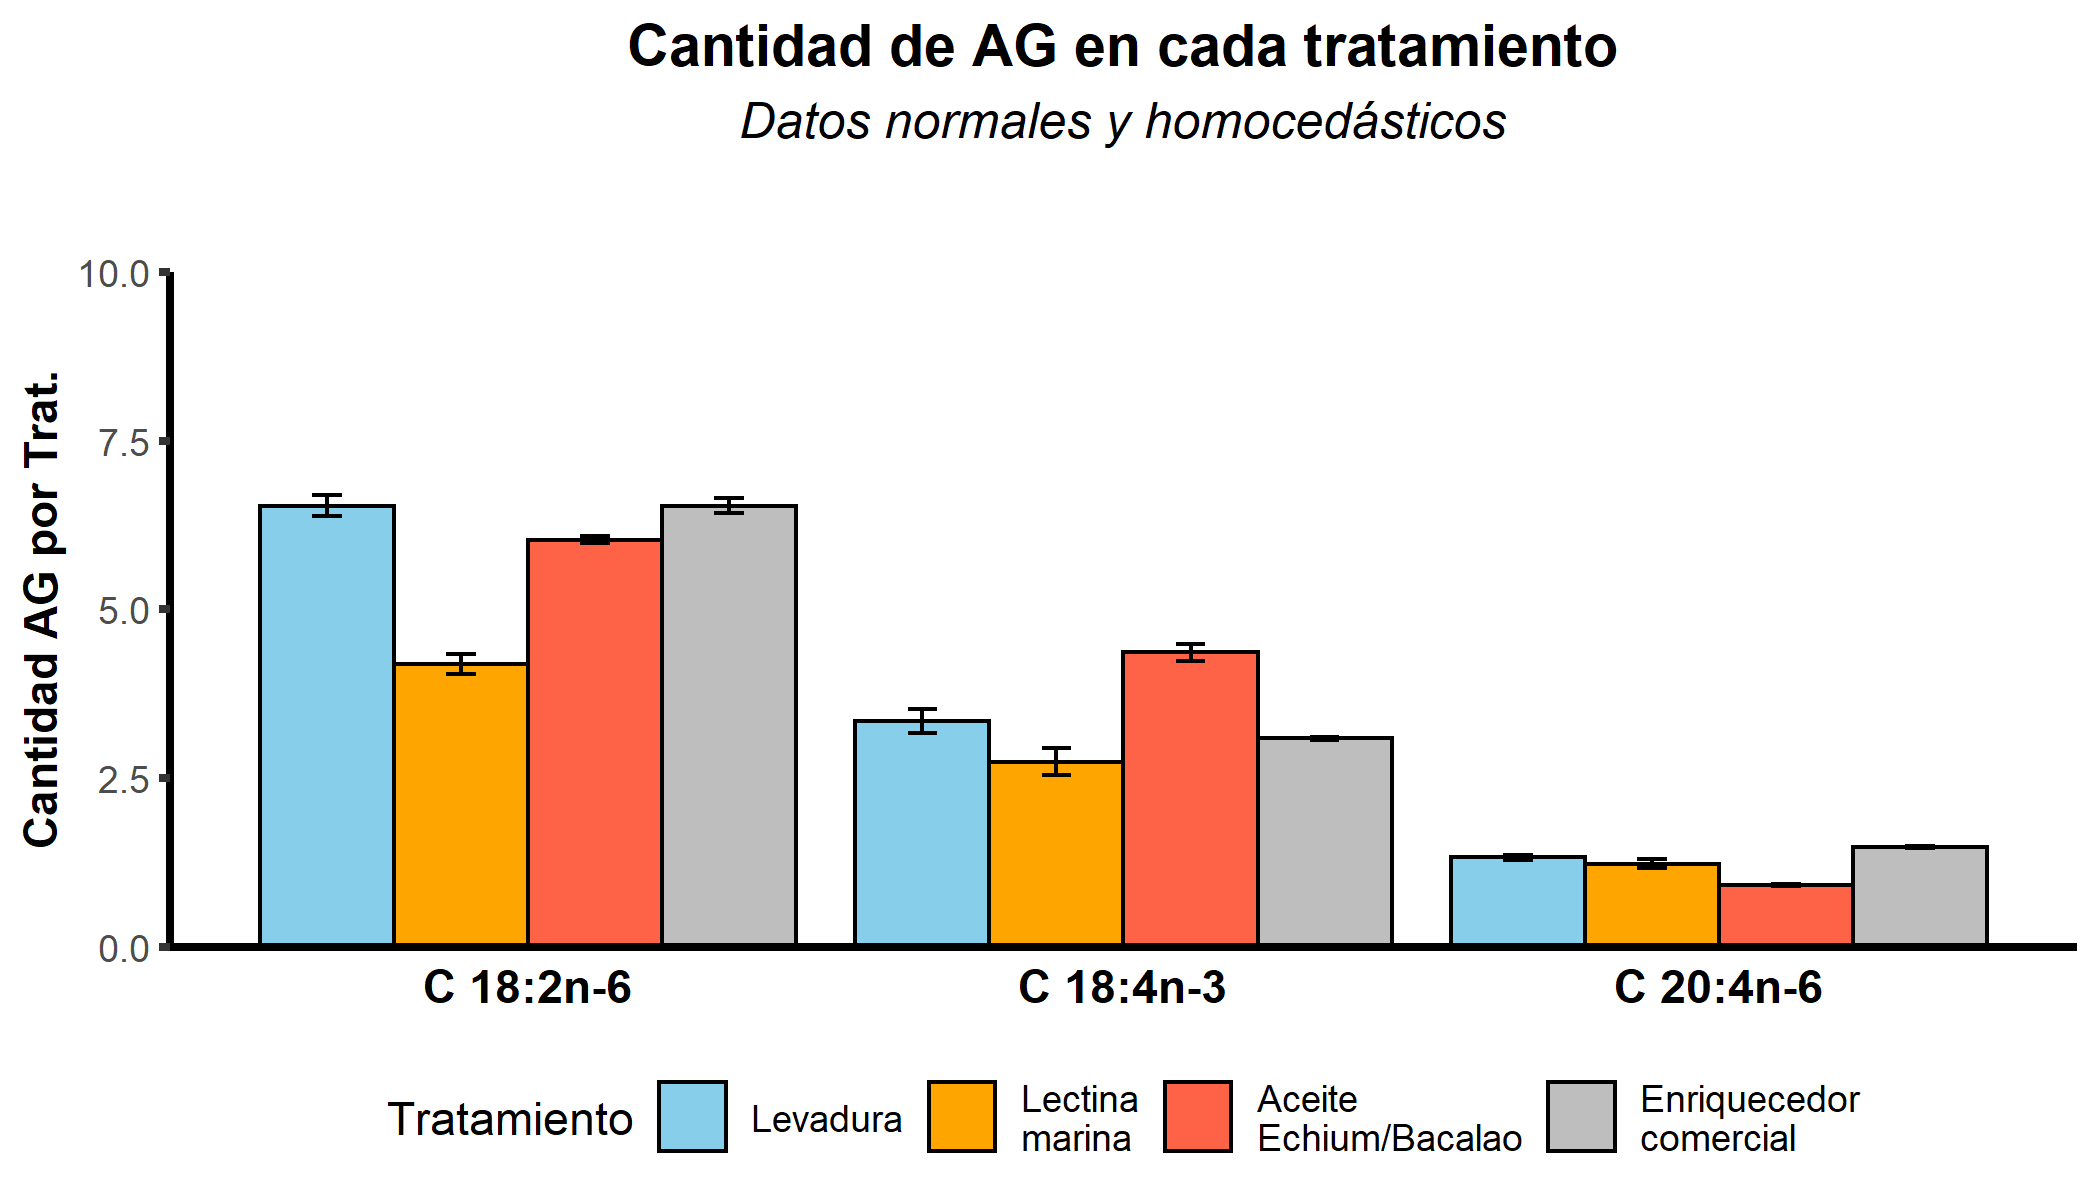 Cantidad de AG en cada tratamiento
Datos normales y homocedásticos
Cantidad AG por Trat.
10.0
7.5
5.0
2.5
0.0
C 18:2n-6
C 18:4n-3
C 20:4n-6
Tratamiento
Levadura
Lectina
marina
Aceite
Echium/Bacalao
Enriquecedor
comercial